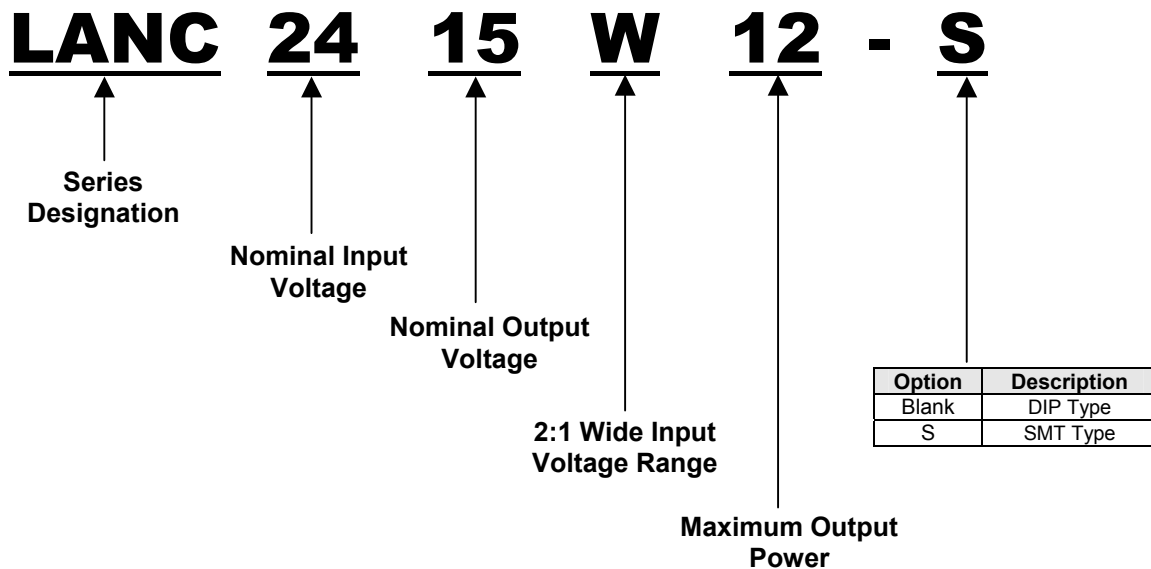 LANC 24 15 W 12 - S
Series
Designation
Nominal Input
Voltage
Nominal Output
Voltage
2:1 Wide Input
Voltage Range
Maximum Output
Power
Option Description
Blank DIP Type
S SMT Type